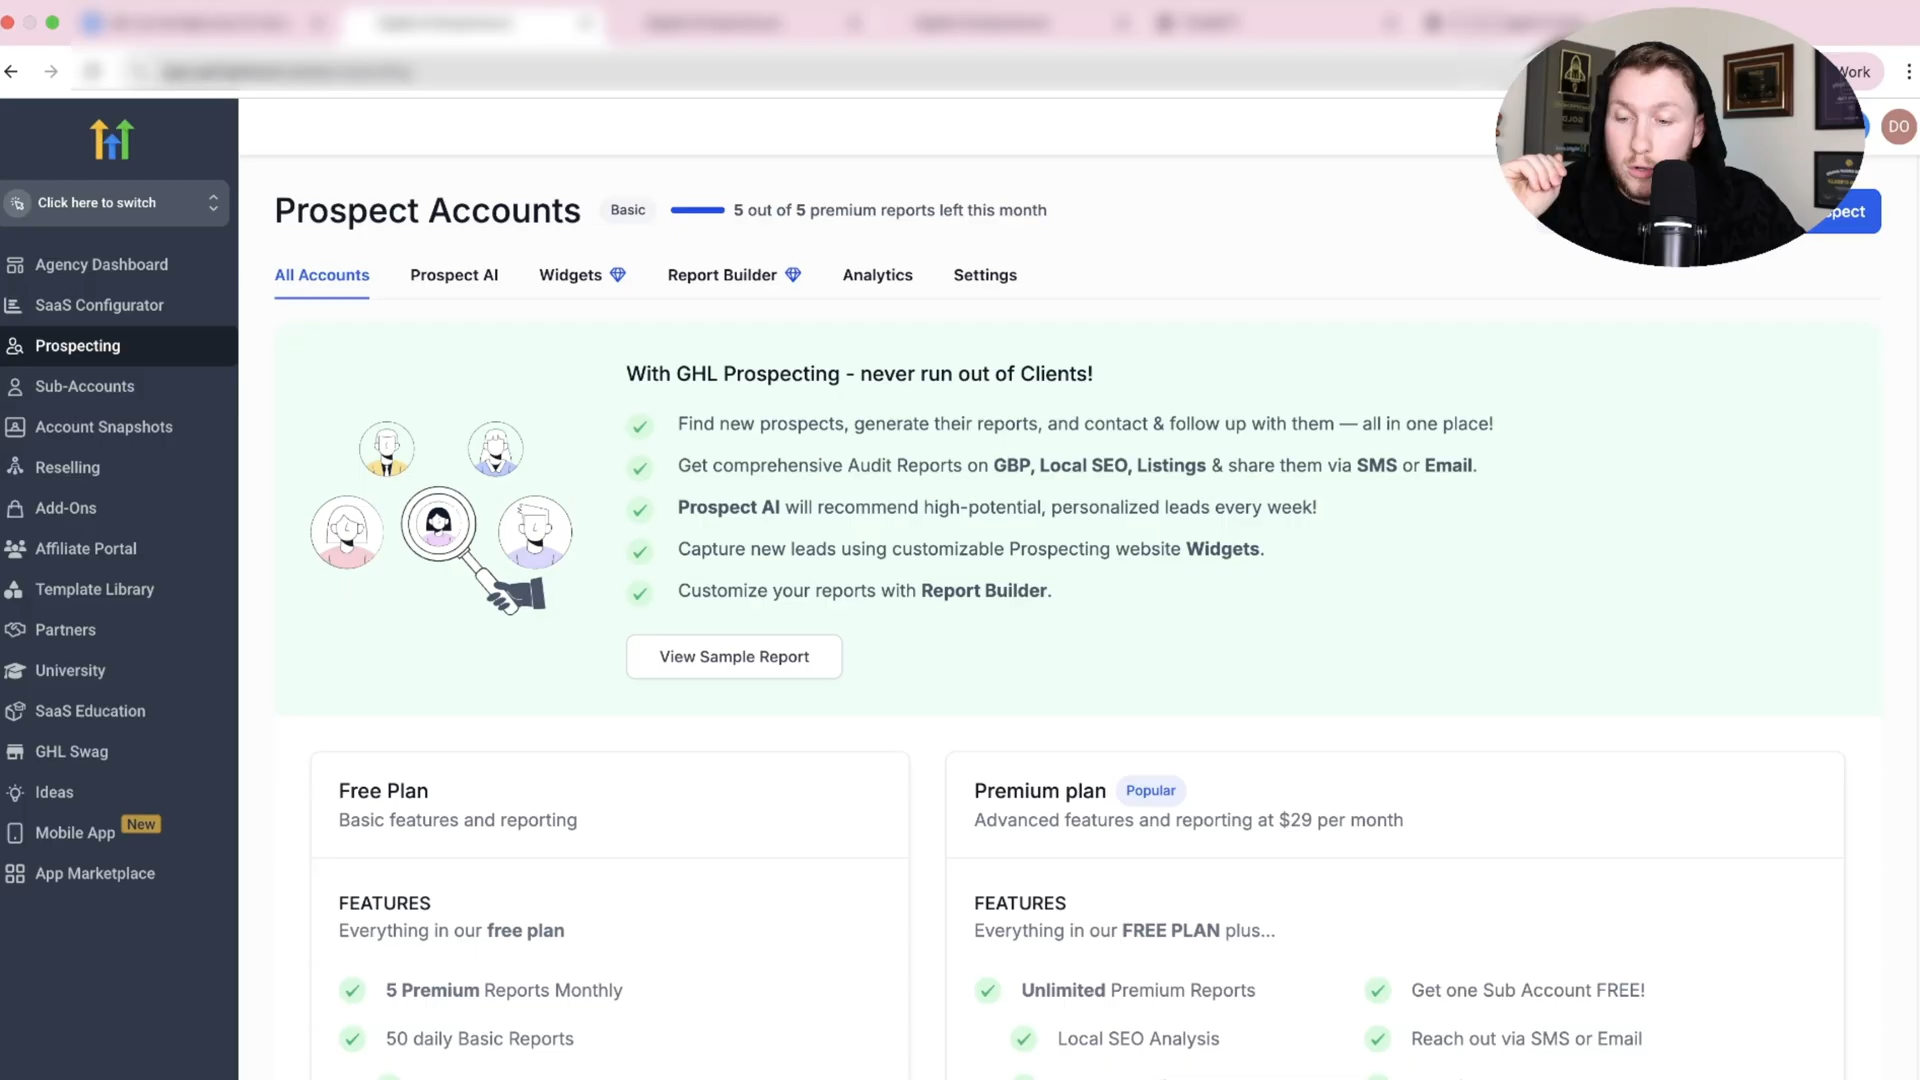 Work
DO
Click here to switch
Agency Dashboard
SaaS Configurator
Prospecting
Sub-Accounts
Account Snapshots
Reselling
Add-Ons
Affiliate Portal
Template Library
Partners
University
SaaS Education
GHL Swag
Ideas
Mobile App New
App Marketplace
Prospect Accounts Basic 5 out of 5 premium reports left this month
All Accounts Prospect AI Widgets Report Builder Analytics Settings
With GHL Prospecting - never run out of Clients!
Find new prospects, generate their reports, and contact & follow up with them — all in one place!
Get comprehensive Audit Reports on GBP, Local SEO, Listings & share them via SMS or Email.
Prospect AI will recommend high-potential, personalized leads every week!
Capture new leads using customizable Prospecting website Widgets.
Customize your reports with Report Builder.
View Sample Report
Free Plan
Basic features and reporting
FEATURES
Everything in our free plan
5 Premium Reports Monthly
50 daily Basic Reports
Premium plan Popular
Advanced features and reporting at $29 per month
FEATURES
Everything in our FREE PLAN plus...
Unlimited Premium Reports
Get one Sub Account FREE!
Local SEO Analysis
Reach out via SMS or Email